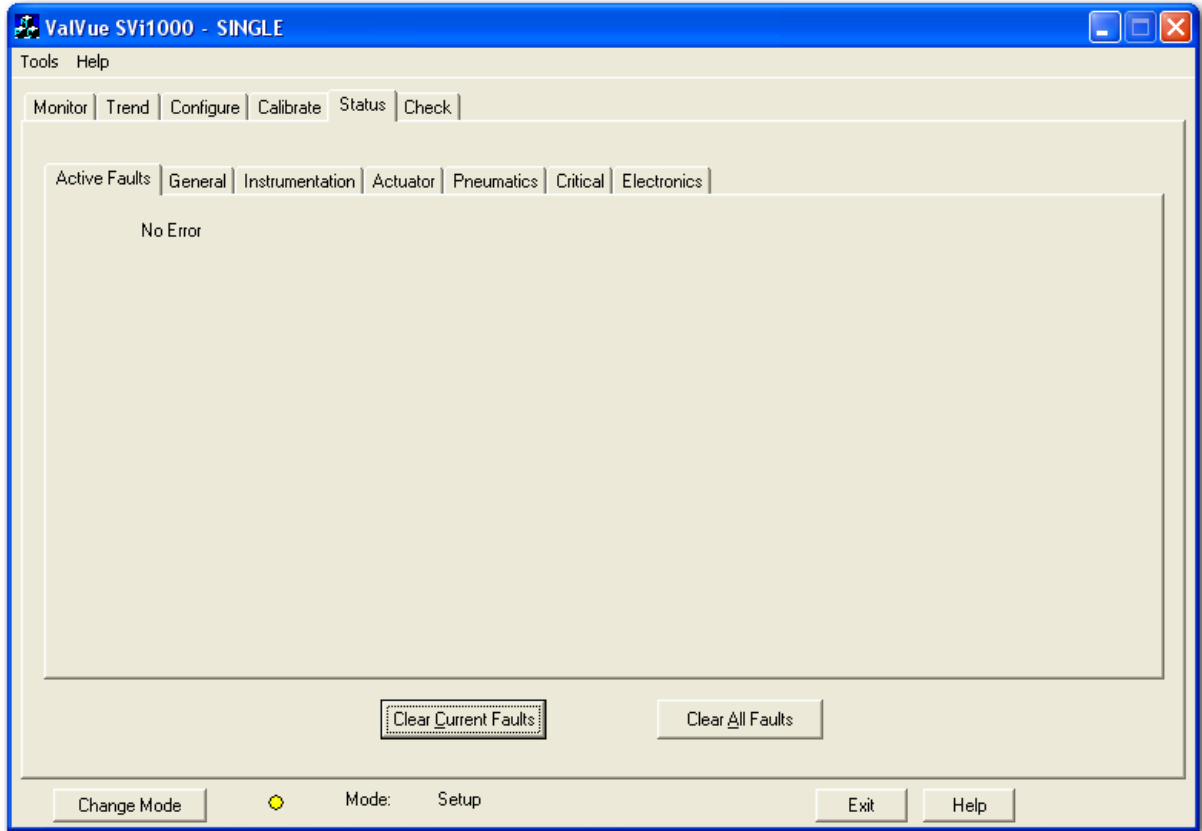 ValVue SVi1000 - SINGLE
Tools Help
Monitor Trend Configure Calibrate Status Check
Active Faults General Instrumentation Actuator Pneumatics Critical Electronics
No Error
Clear Current Faults Clear All Faults
Change Mode Mode: Setup Exit Help